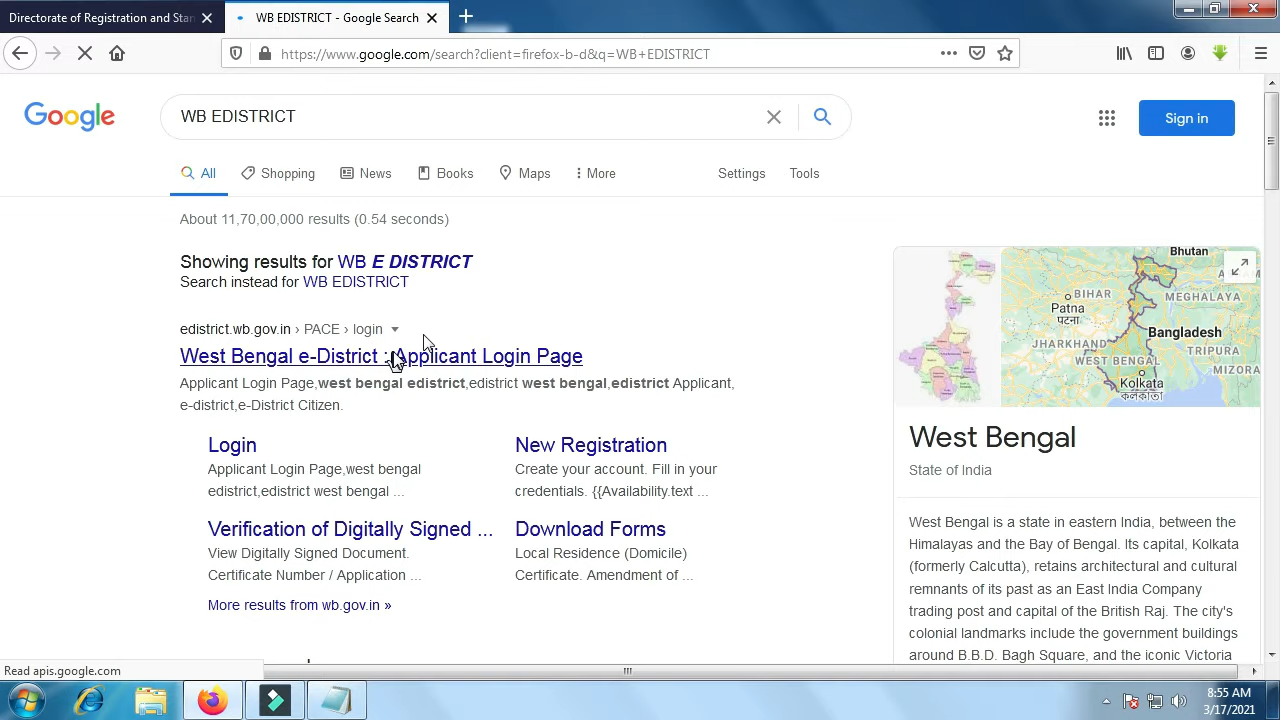 Directory of Registration and Stan
WB EDISTRICT - Google Search
https://www.google.com/search?client=firefox-b-d&q=WB+EDISTRICT
Google
WB EDISTRICT
Sign in
All
Shopping
News
Books
Maps
More
Settings
Tools
About 11,70,00,000 results (0.54 seconds)
Showing results for WB E DISTRICT
Search instead for WB EDISTRICT
edistrict.wb.gov.in › PACE › login
West Bengal e-District : Applicant Login Page
Applicant Login Page,west bengal edistrict,edistrict west bengal,edistrict Applicant,
e-district,e-District Citizen.
Login
Applicant Login Page,west bengal
edistrict,edistrict west bengal ...
New Registration
Create your account. Fill in your
credentials. {{Availability.text ...
Verification of Digitally Signed ...
View Digitally Signed Document.
Certificate Number / Application ...
Download Forms
Local Residence (Domicile)
Certificate. Amendment of ...
More results from wb.gov.in »
Bhutan
BIHAR
Patna
पटना
MEGHALAYA
JHARKHAND
Bangladesh
WEST BENGAL
TRIPURA
Kolkata
কলকাতা
MIZORA
West Bengal
State of India
West Bengal is a state in eastern India, between the
Himalayas and the Bay of Bengal. Its capital, Kolkata
(formerly Calcutta), retains architectural and cultural
remnants of its past as an East India Company
trading post and capital of the British Raj. The city's
colonial landmarks include the government buildings
around B.B.D. Bagh Square, and the iconic Victoria
Read apis.google.com
8:55 AM
3/17/2021